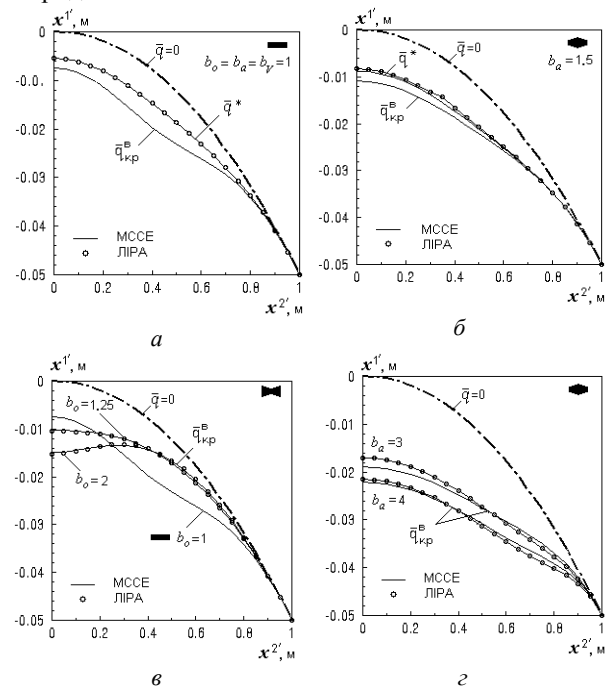 x¹', м
q̄=0
b₀ = bₐ = bᵧ = 1
q̄*
q̄ᴮкр
МССЕ
ЛІРА
0
-0.01
-0.02
-0.03
-0.04
-0.05
0 0.2 0.4 0.6 0.8 1
x²', м
а
x¹', м
q̄=0
bₐ = 1,5
q̄*
q̄ᴮкр
МССЕ
ЛІРА
0
-0.01
-0.02
-0.03
-0.04
-0.05
0 0.2 0.4 0.6 0.8 1
x²', м
б
x¹', м
q̄=0
b₀=1.25
q̄ᴮкр
b₀=2
b₀=1
МССЕ
ЛІРА
0
-0.01
-0.02
-0.03
-0.04
-0.05
0 0.2 0.4 0.6 0.8 1
x²', м
в
x¹', м
q̄=0
bₐ=3
bₐ=4
q̄ᴮкр
МССЕ
ЛІРА
0
-0.01
-0.02
-0.03
-0.04
-0.05
0 0.2 0.4 0.6 0.8 1
x²', м
г